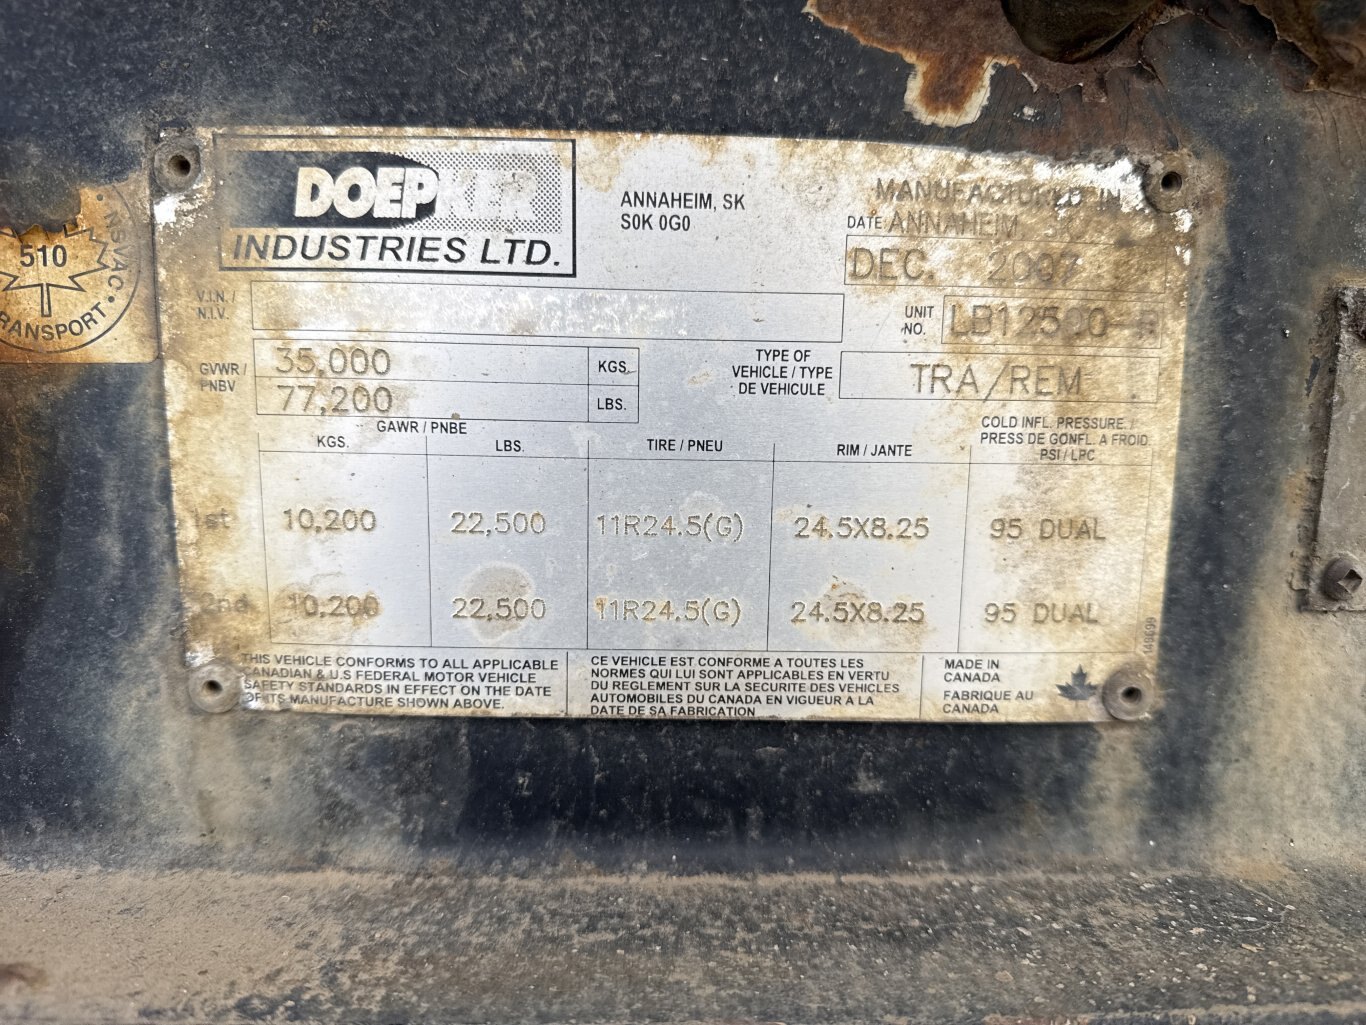 DOEPKER
INDUSTRIES LTD.
ANNAHEIM, SK
S0K 0G0
MANUFACTURED IN
DATE ANNAHEIM, SK
DEC. 2007
V.I.N. /
N.I.V.
UNIT
NO.
GVWR /
PNBV
35,000 KGS.
77,200 LBS.
TYPE OF
VEHICLE / TYPE
DE VEHICULE
TRA/REM
GAWR / PNBE
KGS. LBS. TIRE / PNEU RIM / JANTE
COLD INFL. PRESSURE /
PRESS DE GONFL. A FROID
PSI / LPC
1st 10,200 22,500 11R24.5(G) 24.5X8.25 95 DUAL
2nd 10,200 22,500 11R24.5(G) 24.5X8.25 95 DUAL
THIS VEHICLE CONFORMS TO ALL APPLICABLE
CANADIAN & U.S FEDERAL MOTOR VEHICLE
SAFETY STANDARDS IN EFFECT ON THE DATE
OF ITS MANUFACTURE SHOWN ABOVE.
CE VEHICLE EST CONFORME A TOUTES LES
NORMES QUI LUI SONT APPLICABLES EN VERTU
DU REGLEMENT SUR LA SECURITE DES VEHICLES
AUTOMOBILES DU CANADA EN VIGUEUR A LA
DATE DE SA FABRICATION
MADE IN
CANADA
FABRIQUE AU
CANADA
NSVAC
510
TRANSPORT